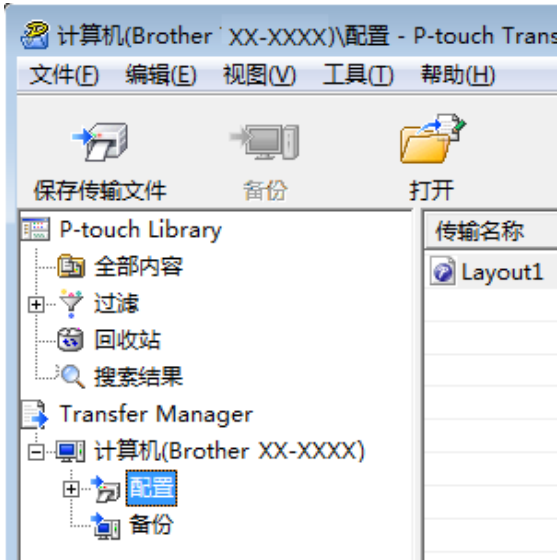 计算机(Brother XX-XXXX)\配置 - P-touch Trans
文件(F) 编辑(E) 视图(V) 工具(T) 帮助(H)
保存传输文件 备份 打开
P-touch Library
传输名称
全部内容
Layout1
过滤
回收站
搜索结果
Transfer Manager
计算机(Brother XX-XXXX)
配置
备份